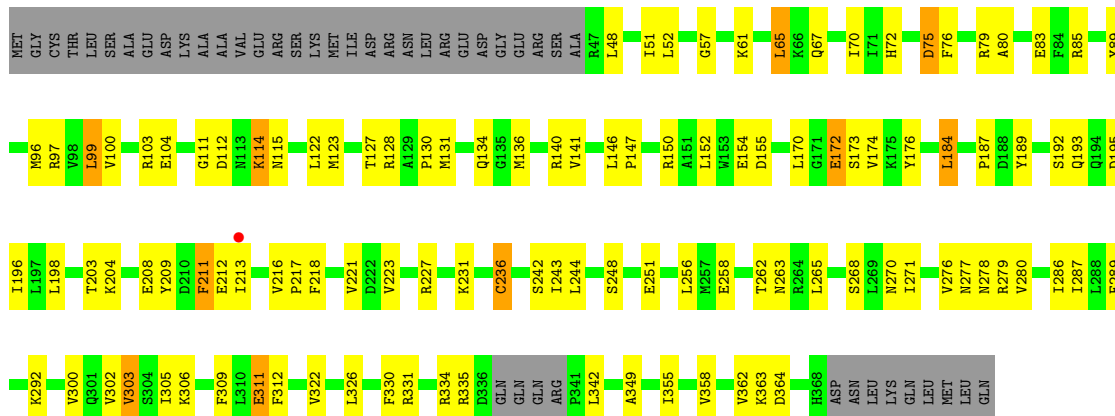 MET GLY CYS THR LEU SER ALA GLU ASP LYS ALA ALA VAL GLU ARG SER LYS MET ILE ASP ARG ASN LEU ARG GLU ASP GLY GLU ARG SER ALA R47 L48 I51 L52 G57 K61 L65 K66 Q67 I70 I71 H72 D75 F76 R79 A80 E83 F84 R85
M96 R97 V98 L99 Y100 R103 E104 G111 D112 N113 K114 N115 L122 M123 T127 R128 A129 P130 M131 Q134 G135 M136 R140 V141 L146 P147 R150 A151 L152 W153 E154 D155 L170 G171 E172 S173 V174 K175 Y176 L184 P187 D188 Y189 S192 Q193 Q194
I196 L197 L198 T203 K204 E208 Y209 D210 F211 E212 I213 V216 P217 F218 V221 D222 V223 R227 K231 C236 S242 I243 L244 S248 E251 L256 M257 E258 T262 N263 R264 L265 S268 L269 N270 I271 V276 N277 N278 R279 V280 I286 I287 L288
K292 V300 Q301 V302 V303 S304 I305 K306 F309 L310 E311 F312 V322 L326 F330 R331 R334 R335 D336 GLN GLN GLN ARG P341 L342 A349 I355 V358 V362 K363 D364 H368 ASP ASN LEU LYS GLN LEU MET LEU GLN